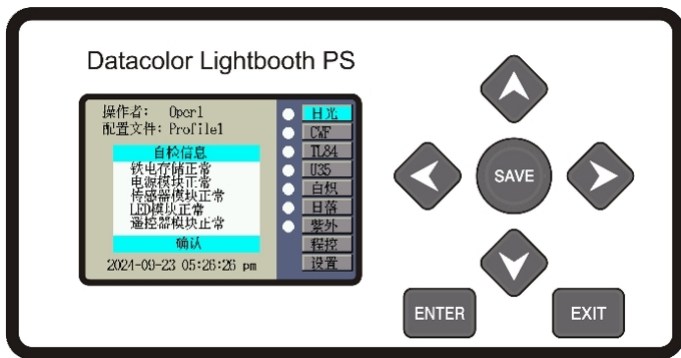 Datacolor Lightbooth PS
操作者: Oper1
配置文件: Profile1
自检信息
铁电存储正常
电源模块正常
传感器模块正常
LED模块正常
遥控器模块正常
确认
2024-09-23 05:26:26 pm
日光
CWF
TL84
U35
白炽
日落
紫外
程控
设置
SAVE
ENTER
EXIT